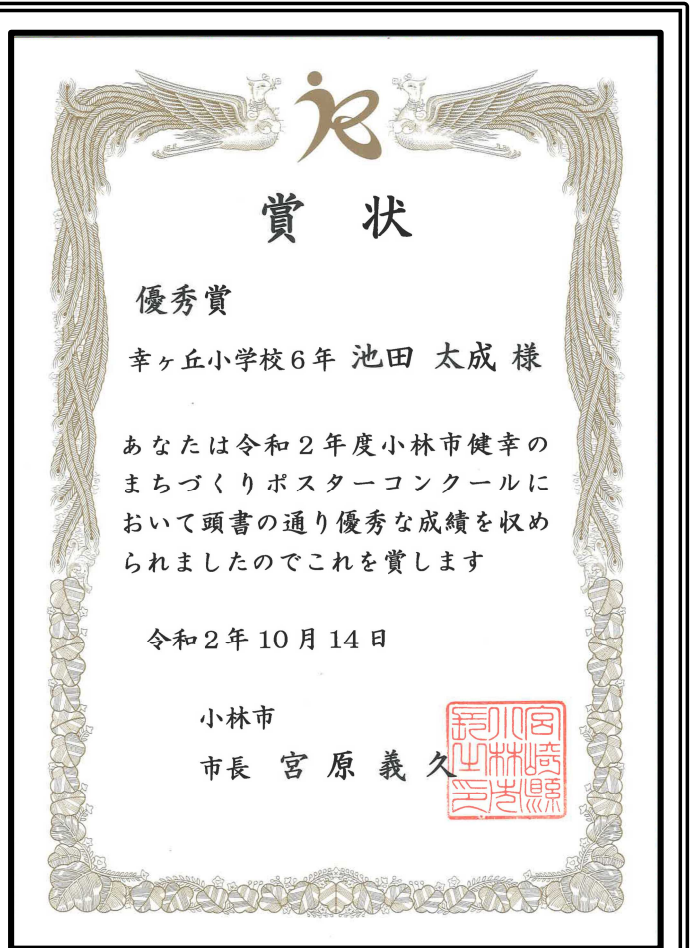 賞 状
優秀賞
幸ヶ丘小学校6年 池田 太成 様
あなたは令和2年度小林市健幸の
まちづくりポスターコンクールに
おいて頭書の通り優秀な成績を収め
られましたのでこれを賞します
令和2年10月14日
小林市
市長 宮原義久